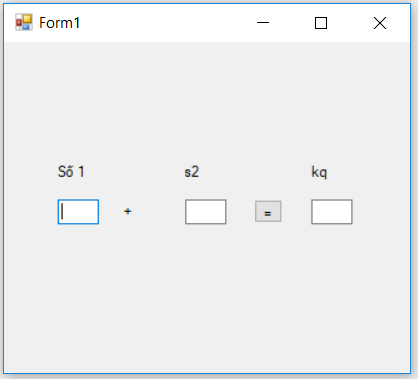 Form1
Số 1 s2 kq
+ =